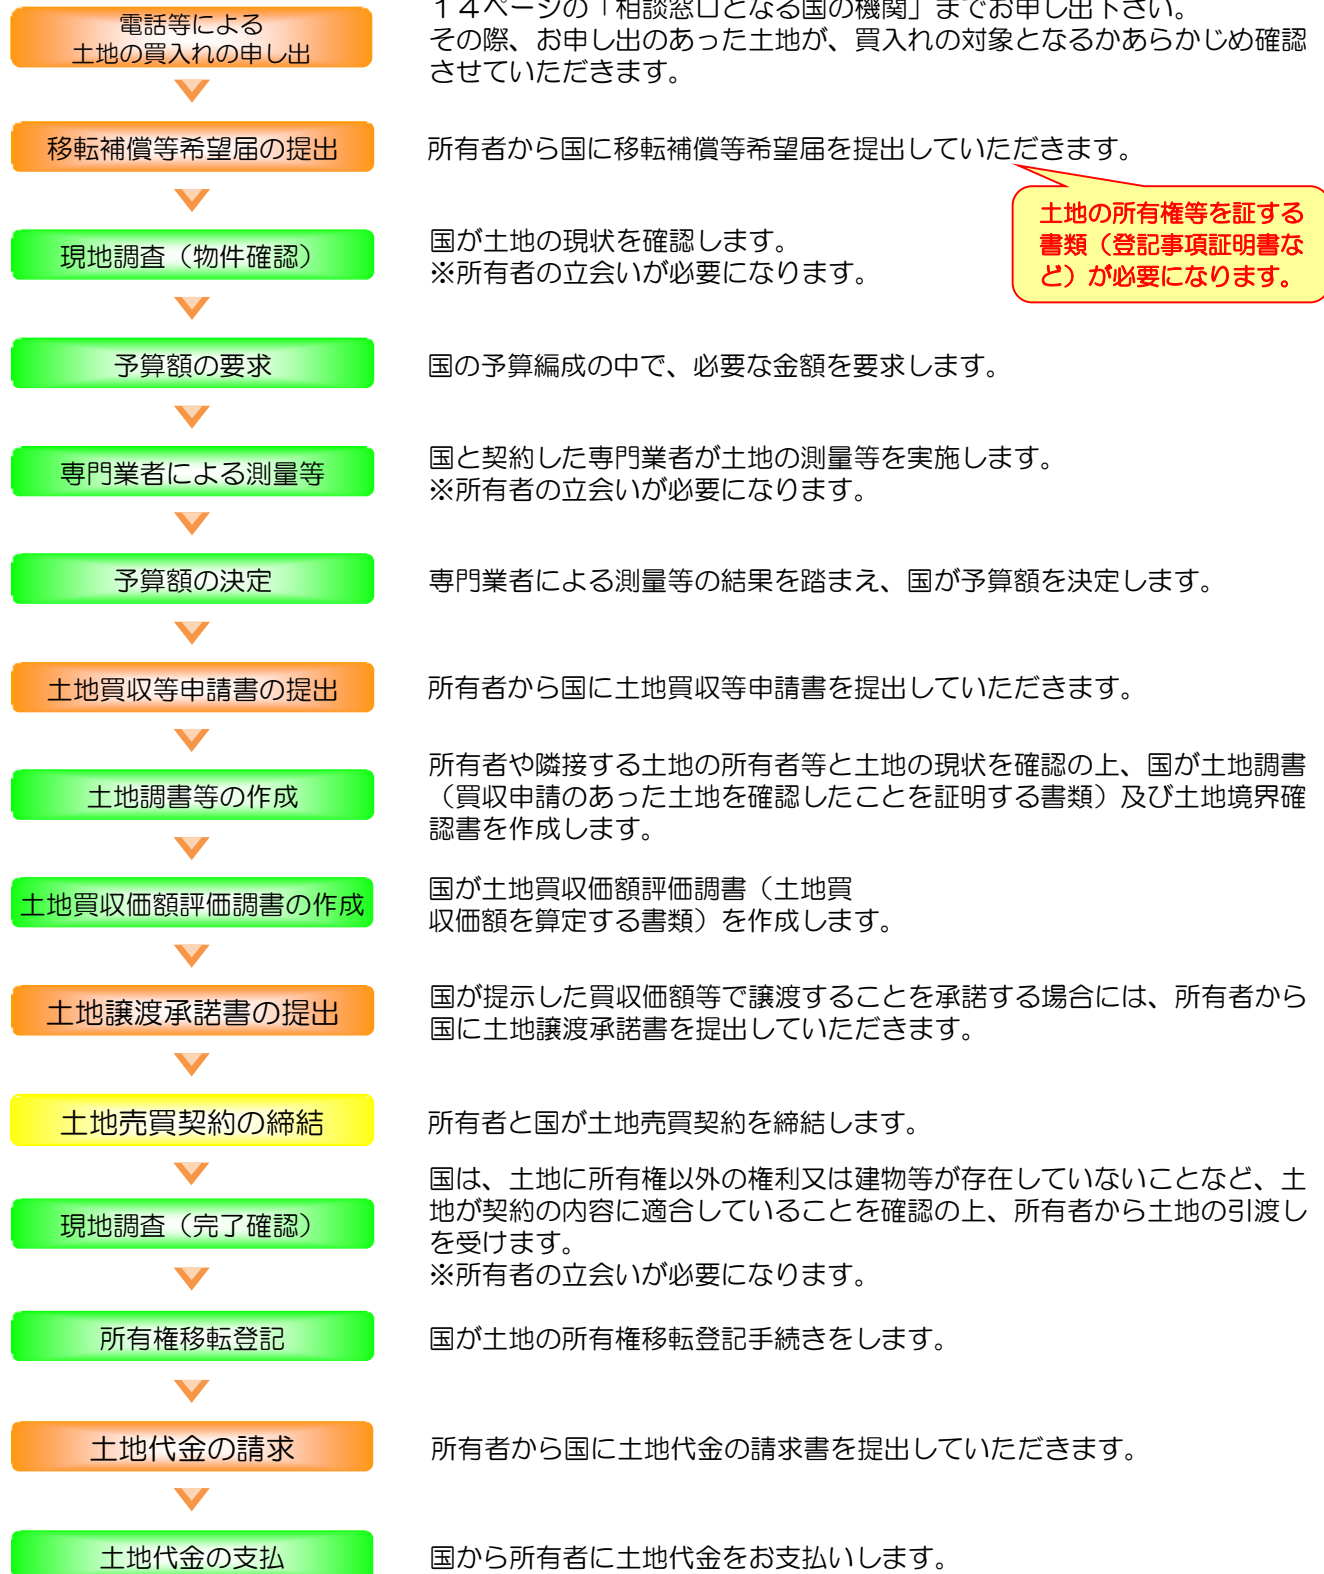 電話等による
土地の買入れの申し出
14ページの「相談窓口となる国の機関」までお申し出下さい。
その際、お申し出のあった土地が、買入れの対象となるかあらかじめ確認
させていただきます。
移転補償等希望届の提出
所有者から国に移転補償等希望届を提出していただきます。
土地の所有権等を証する
書類（登記事項証明書な
ど）が必要になります。
現地調査（物件確認）
国が土地の現状を確認します。
※所有者の立会いが必要になります。
予算額の要求
国の予算編成の中で、必要な金額を要求します。
専門業者による測量等
国と契約した専門業者が土地の測量等を実施します。
※所有者の立会いが必要になります。
予算額の決定
専門業者による測量等の結果を踏まえ、国が予算額を決定します。
土地買収等申請書の提出
所有者から国に土地買収等申請書を提出していただきます。
土地調書等の作成
所有者や隣接する土地の所有者等と土地の現状を確認の上、国が土地調書
（買収申請のあった土地を確認したことを証明する書類）及び土地境界確
認書を作成します。
土地買収価額評価調書の作成
国が土地買収価額評価調書（土地買
収価額を算定する書類）を作成します。
土地譲渡承諾書の提出
国が提示した買収価額等で譲渡することを承諾する場合には、所有者から
国に土地譲渡承諾書を提出していただきます。
土地売買契約の締結
所有者と国が土地売買契約を締結します。
現地調査（完了確認）
国は、土地に所有権以外の権利又は建物等が存在していないことなど、土
地が契約の内容に適合していることを確認の上、所有者から土地の引渡し
を受けます。
※所有者の立会いが必要になります。
所有権移転登記
国が土地の所有権移転登記手続きをします。
土地代金の請求
所有者から国に土地代金の請求書を提出していただきます。
土地代金の支払
国から所有者に土地代金をお支払いします。